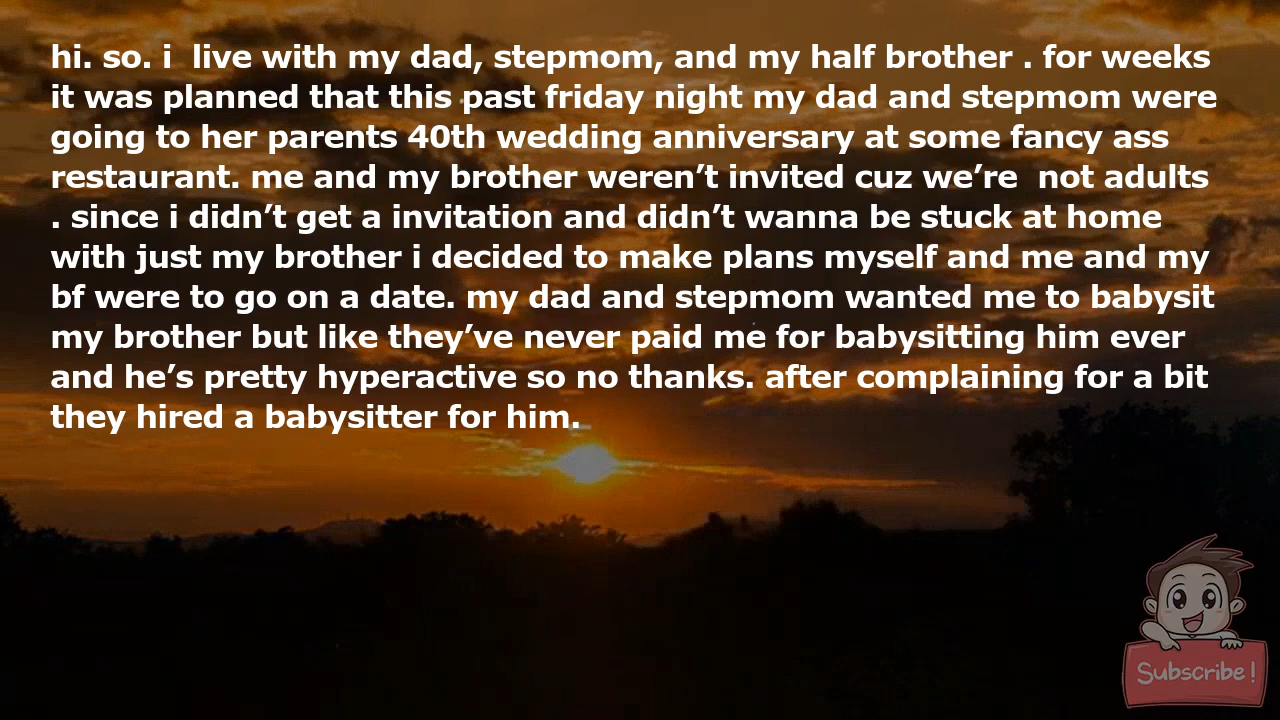 hi. so. i  live with my dad, stepmom, and my half brother . for weeks
it was planned that this past friday night my dad and stepmom were
going to her parents 40th wedding anniversary at some fancy ass
restaurant. me and my brother weren’t invited cuz we’re  not adults
. since i didn’t get a invitation and didn’t wanna be stuck at home
with just my brother i decided to make plans myself and me and my
bf were to go on a date. my dad and stepmom wanted me to babysit
my brother but like they’ve never paid me for babysitting him ever
and he’s pretty hyperactive so no thanks. after complaining for a bit
they hired a babysitter for him.
Subscribe!